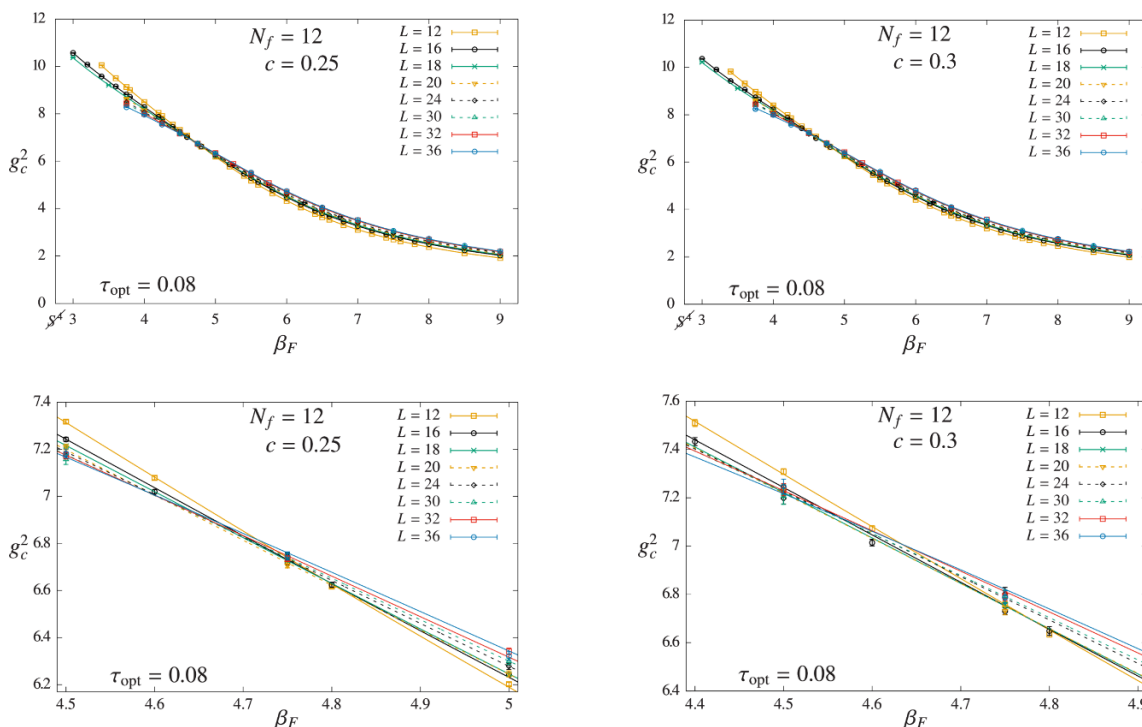 12
10
8
6
4
2
0
g_c^2
N_f = 12
c = 0.25
L = 12
L = 16
L = 18
L = 20
L = 24
L = 30
L = 32
L = 36
τ_opt = 0.08
S⁴ 3 4 5 6 7 8 9
β_F
12
10
8
6
4
2
0
g_c^2
N_f = 12
c = 0.3
L = 12
L = 16
L = 18
L = 20
L = 24
L = 30
L = 32
L = 36
τ_opt = 0.08
S⁴ 3 4 5 6 7 8 9
β_F
7.4
7.2
7
6.8
6.6
6.4
6.2
g_c^2
N_f = 12
c = 0.25
L = 12
L = 16
L = 18
L = 20
L = 24
L = 30
L = 32
L = 36
τ_opt = 0.08
4.5 4.6 4.7 4.8 4.9 5
β_F
7.6
7.4
7.2
7
6.8
6.6
6.4
g_c^2
N_f = 12
c = 0.3
L = 12
L = 16
L = 18
L = 20
L = 24
L = 30
L = 32
L = 36
τ_opt = 0.08
4.4 4.5 4.6 4.7 4.8 4.9
β_F